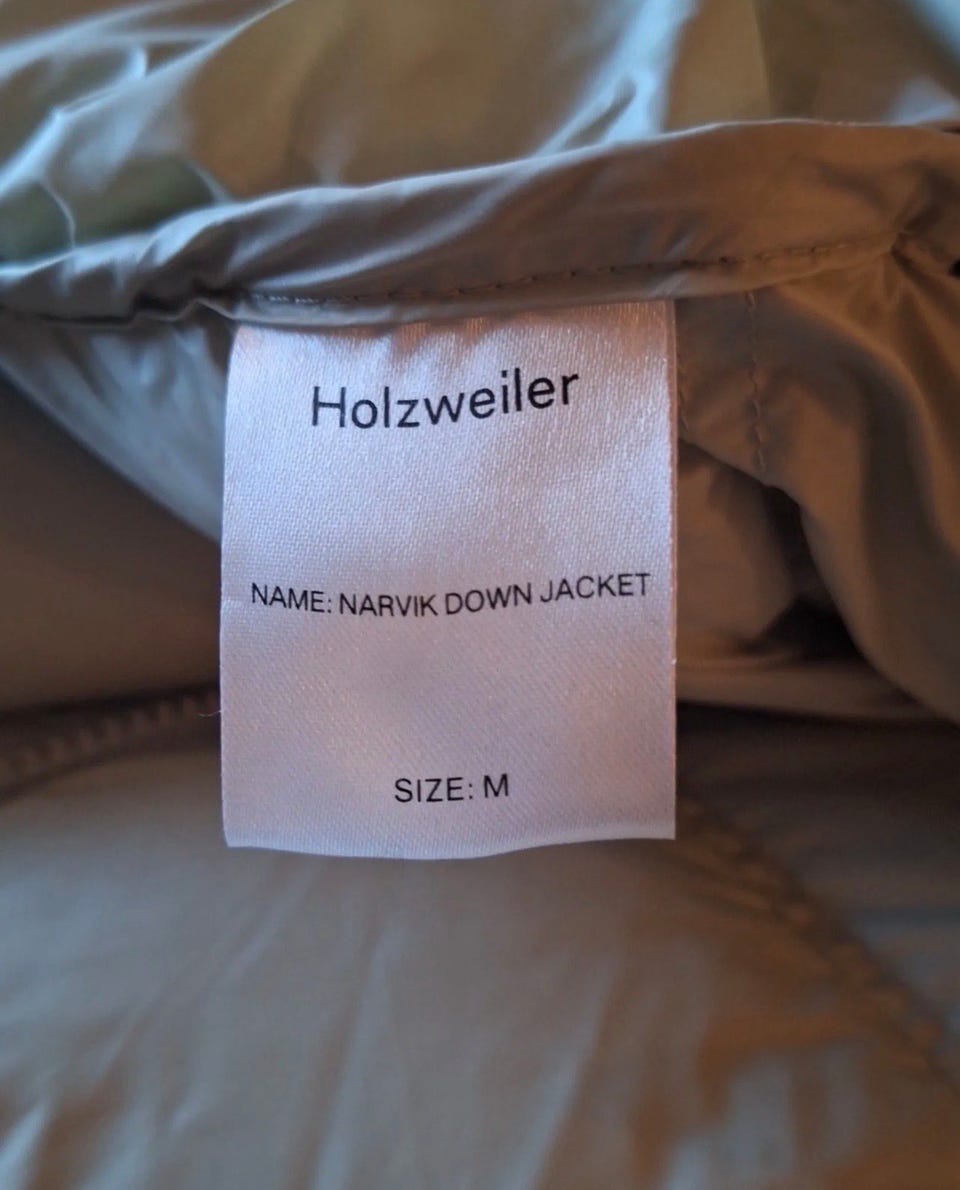 Holzweiler
NAME: NARVIK DOWN JACKET
SIZE: M